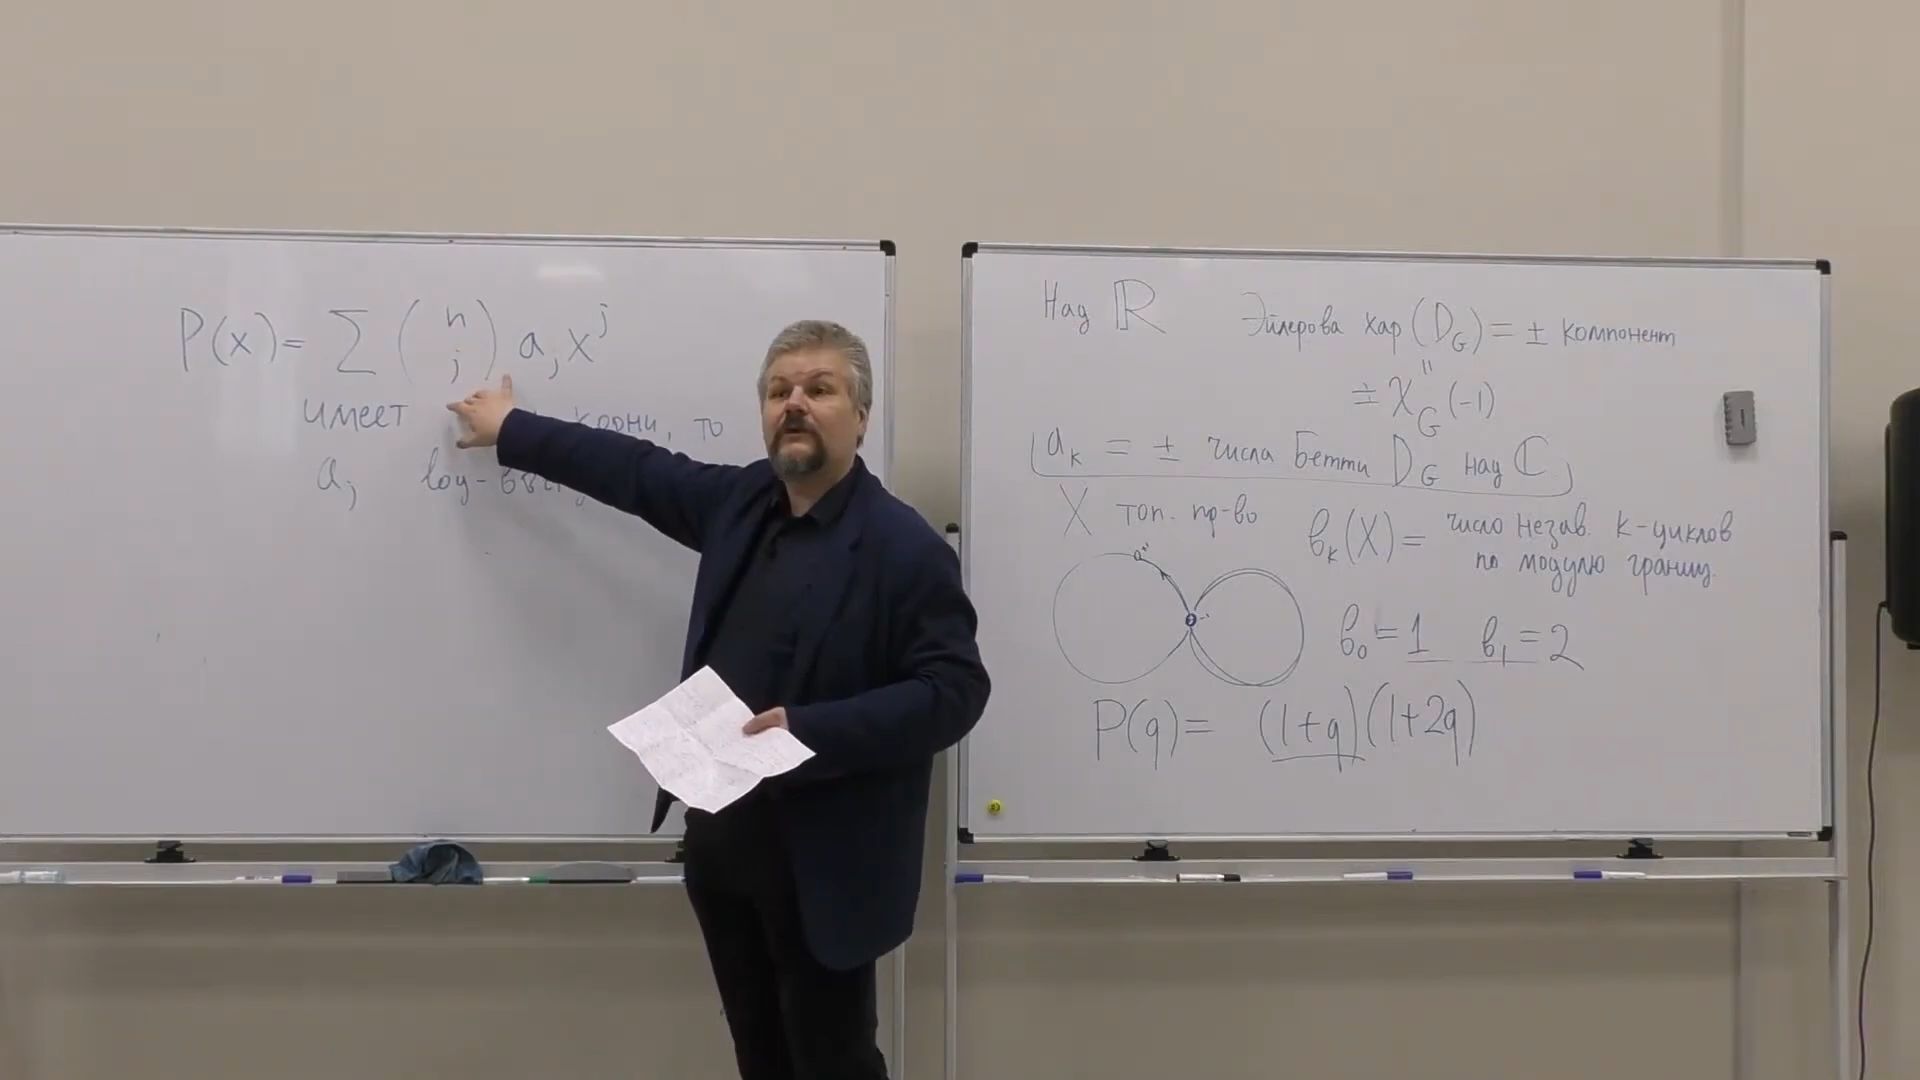 P(x) = Σ (n j) a_j x^j
имеет корни, то
a_j log-
Над ℝ Эйлерова хар (D_G) = ± компонент
"
= ± χ_G (-1)
a_k = ± числа Бетти D_G над ℂ
X топ. пр-во b_k(X) = число незав. k-циклов
по модулю границ.
b_0 = 1 b_1 = 2
P(q) = (1+q)(1+2q)